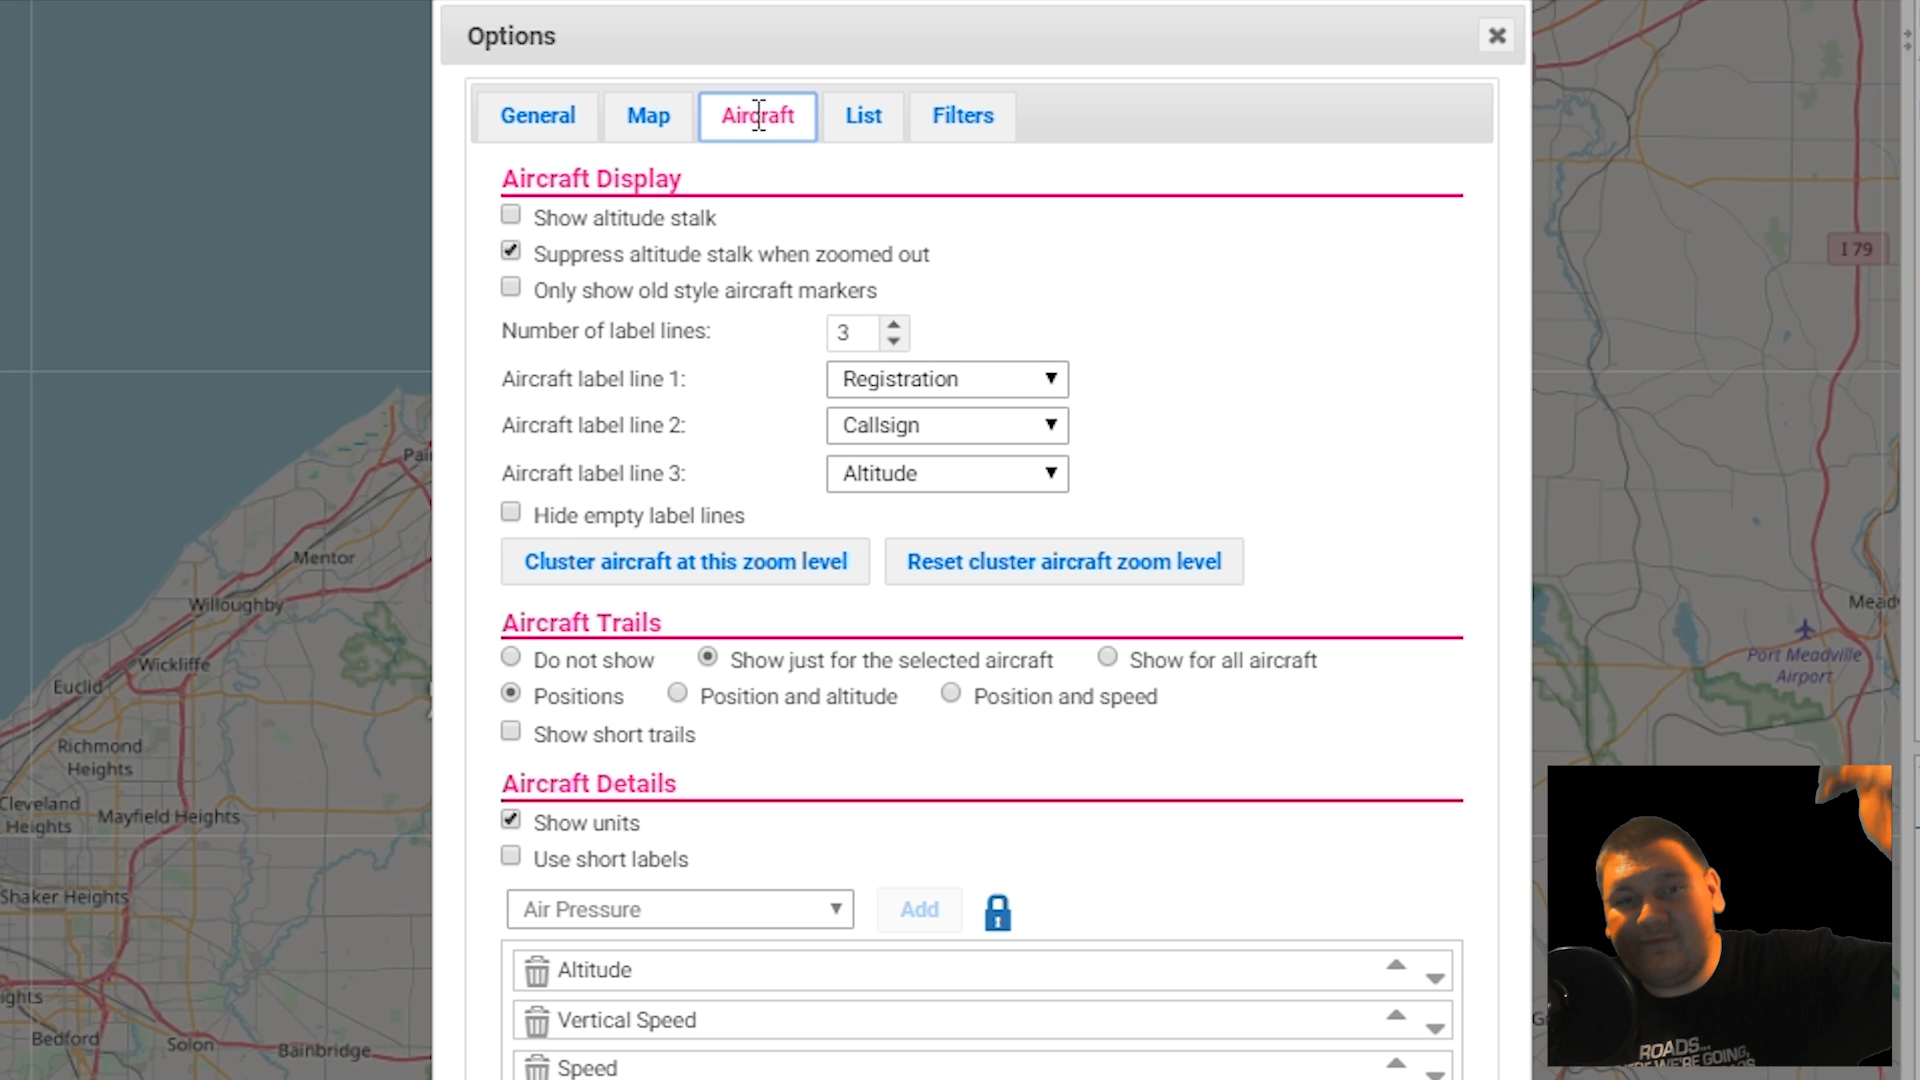 Options
General
Map
Aircraft
List
Filters
Aircraft Display
Show altitude stalk
Suppress altitude stalk when zoomed out
Only show old style aircraft markers
Number of label lines: 3
Aircraft label line 1: Registration
Aircraft label line 2: Callsign
Aircraft label line 3: Altitude
Hide empty label lines
Cluster aircraft at this zoom level
Reset cluster aircraft zoom level
Aircraft Trails
Do not show
Show just for the selected aircraft
Show for all aircraft
Positions
Position and altitude
Position and speed
Show short trails
Aircraft Details
Show units
Use short labels
Air Pressure
Add
Altitude
Vertical Speed
Speed
Pai
Mentor
Willoughby
Wickliffe
Euclid
Richmond
Heights
Cleveland
Heights
Mayfield Heights
Shaker Heights
ights
Bedford
Solon
Bainbridge
I 79
Mead
Port Meadville
Airport
ROADS...
WE'RE GOING,